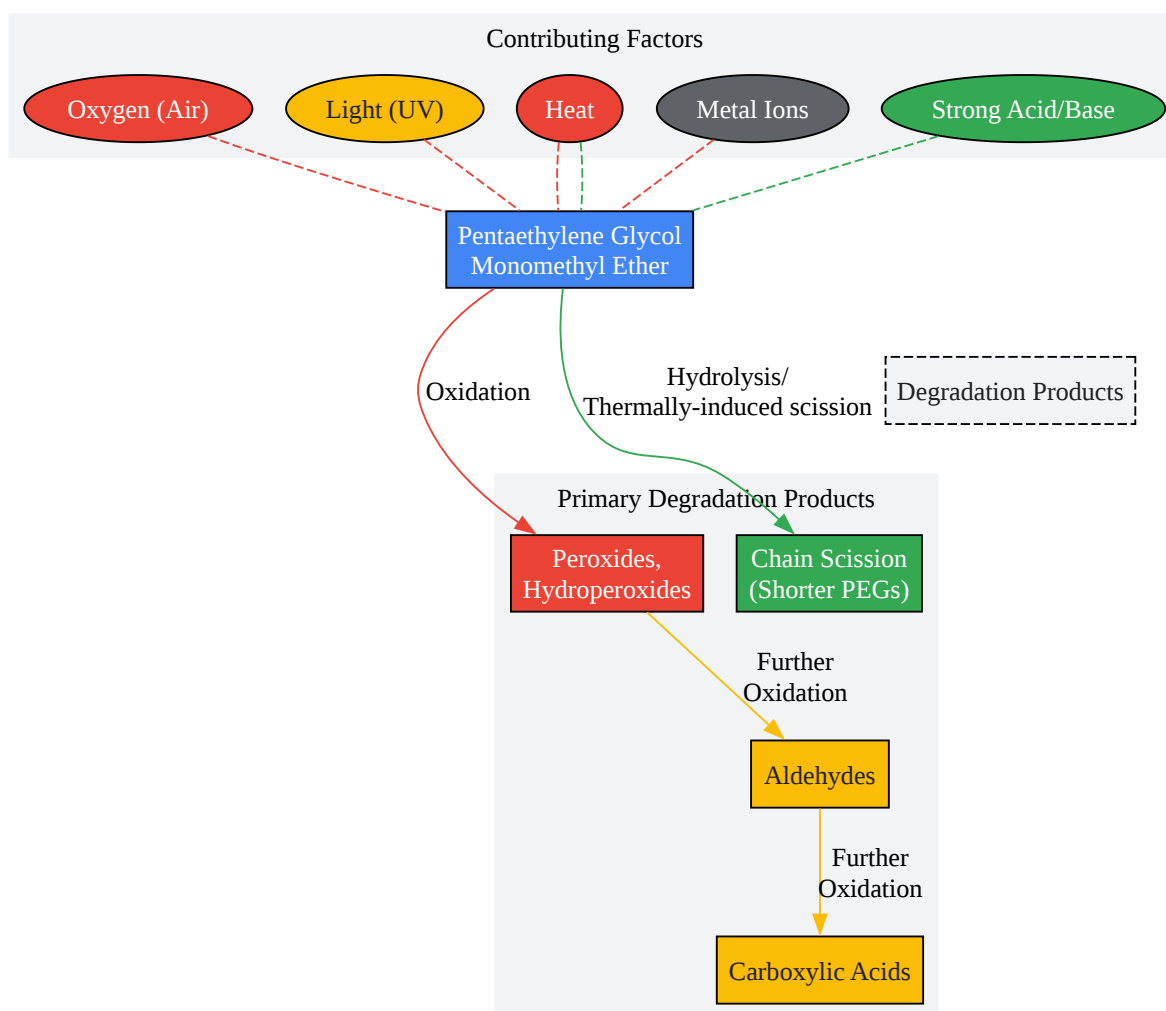 Contributing Factors
Oxygen (Air)
Light (UV)
Heat
Metal Ions
Strong Acid/Base
Pentaethylene Glycol
Monomethyl Ether
Oxidation
Hydrolysis/
Thermally-induced scission
Degradation Products
Primary Degradation Products
Peroxides,
Hydroperoxides
Chain Scission
(Shorter PEGs)
Further
Oxidation
Aldehydes
Further
Oxidation
Carboxylic Acids